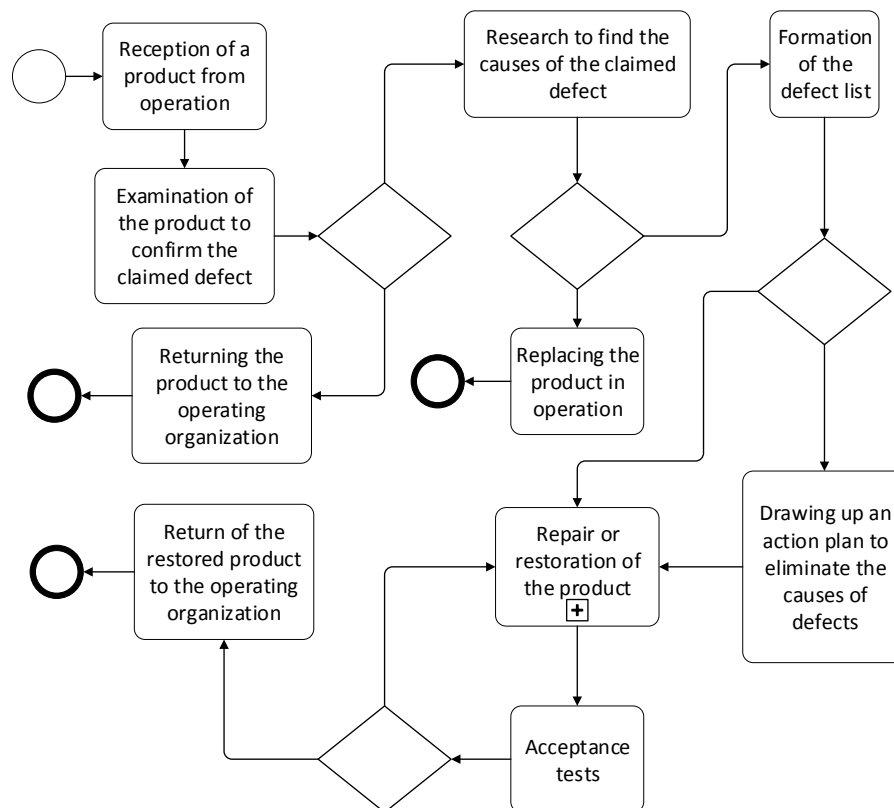 Reception of a
product from
operation
Research to find the
causes of the claimed
defect
Formation
of the
defect list
Examination of
the product to
confirm the
claimed defect
Returning the
product to the
operating
organization
Replacing the
product in
operation
Return of the
restored product
to the operating
organization
Repair or
restoration of
the product
Drawing up an
action plan to
eliminate the
causes of
defects
Acceptance
tests